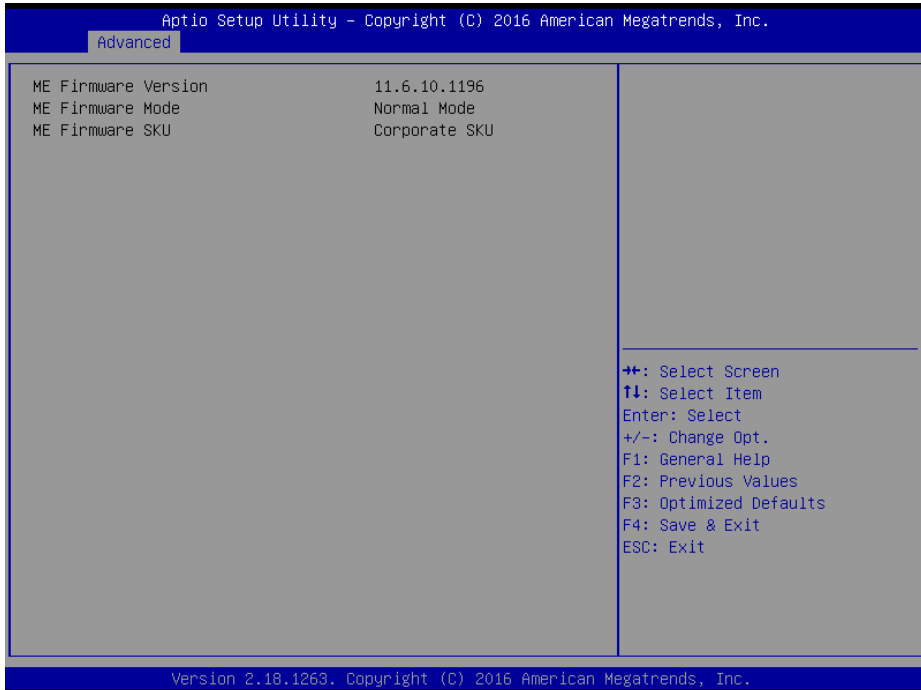 Aptio Setup Utility – Copyright (C) 2016 American Megatrends, Inc.
Advanced
ME Firmware Version 11.6.10.1196
ME Firmware Mode Normal Mode
ME Firmware SKU Corporate SKU
→←: Select Screen
↑↓: Select Item
Enter: Select
+/-: Change Opt.
F1: General Help
F2: Previous Values
F3: Optimized Defaults
F4: Save & Exit
ESC: Exit
Version 2.18.1263. Copyright (C) 2016 American Megatrends, Inc.